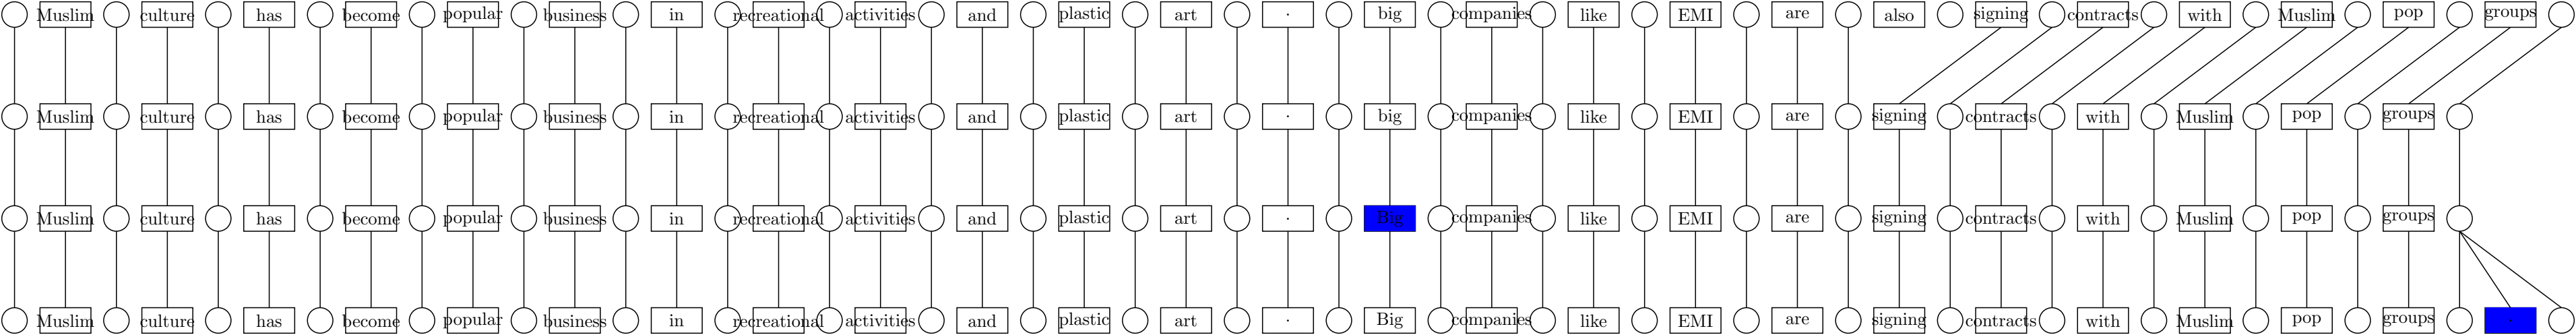 Muslim culture has become popular business in recreational activities and plastic art . big companies like EMI are also signing contracts with Muslim pop groups
Muslim culture has become popular business in recreational activities and plastic art . big companies like EMI are signing contracts with Muslim pop groups
Muslim culture has become popular business in recreational activities and plastic art . Big companies like EMI are signing contracts with Muslim pop groups
Muslim culture has become popular business in recreational activities and plastic art . Big companies like EMI are signing contracts with Muslim pop groups .